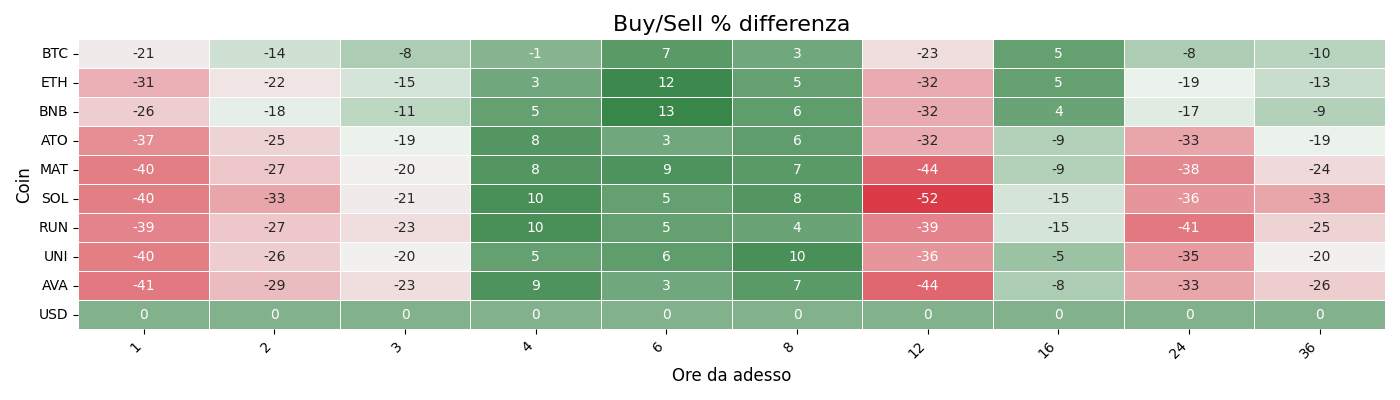 Buy/Sell % differenza
Coin
BTC -21 -14 -8 -1 7 3 -23 5 -8 -10
ETH -31 -22 -15 3 12 5 -32 5 -19 -13
BNB -26 -18 -11 5 13 6 -32 4 -17 -9
ATO -37 -25 -19 8 3 6 -32 -9 -33 -19
MAT -40 -27 -20 8 9 7 -44 -9 -38 -24
SOL -40 -33 -21 10 5 8 -52 -15 -36 -33
RUN -39 -27 -23 10 5 4 -39 -15 -41 -25
UNI -40 -26 -20 5 6 10 -36 -5 -35 -20
AVA -41 -29 -23 9 3 7 -44 -8 -33 -26
USD 0 0 0 0 0 0 0 0 0 0
1 2 3 4 6 8 12 16 24 36
Ore da adesso